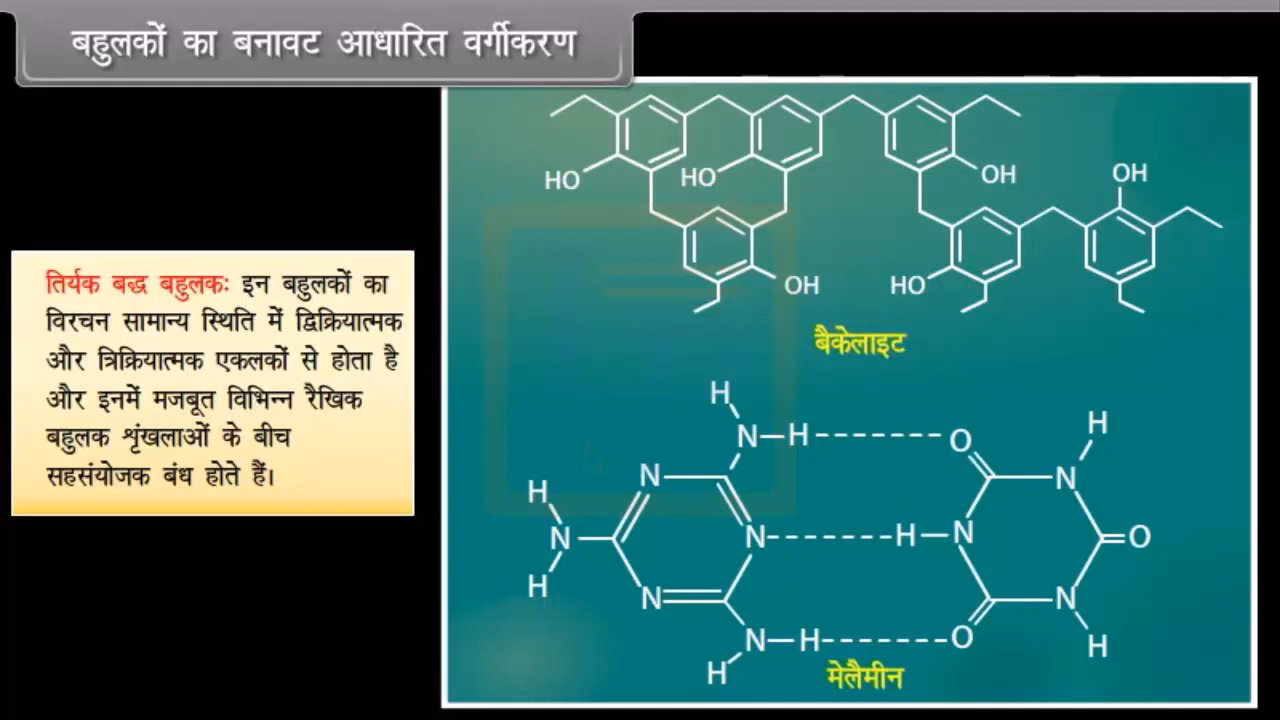 बहुलकों का बनावट आधारित वर्गीकरण
तिर्यक बद्ध बहुलकः इन बहुलकों का
विरचन सामान्य स्थिति में द्विक्रियात्मक
और त्रिक्रियात्मक एकलकों से होता है
और इनमें मजबूत विभिन्न रैखिक
बहुलक शृंखलाओं के बीच
सहसंयोजक बंध होते हैं।
HO HO OH OH
OH HO
बैकेलाइट
H
N H O H
N N
H
N N H N O
H
N N
N H O H
H
मेलैमीन